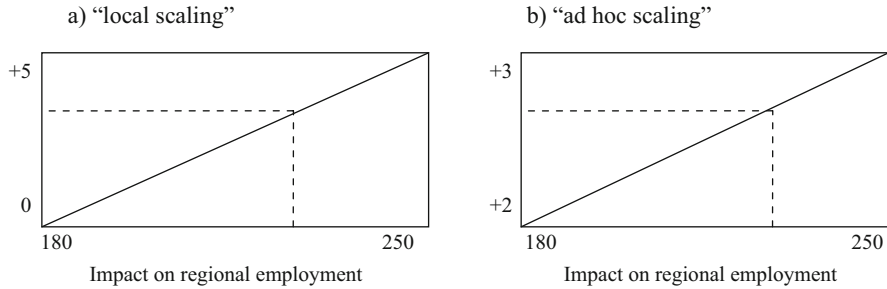 a) “local scaling”
+5
0
180 250
Impact on regional employment
b) “ad hoc scaling”
+3
+2
180 250
Impact on regional employment